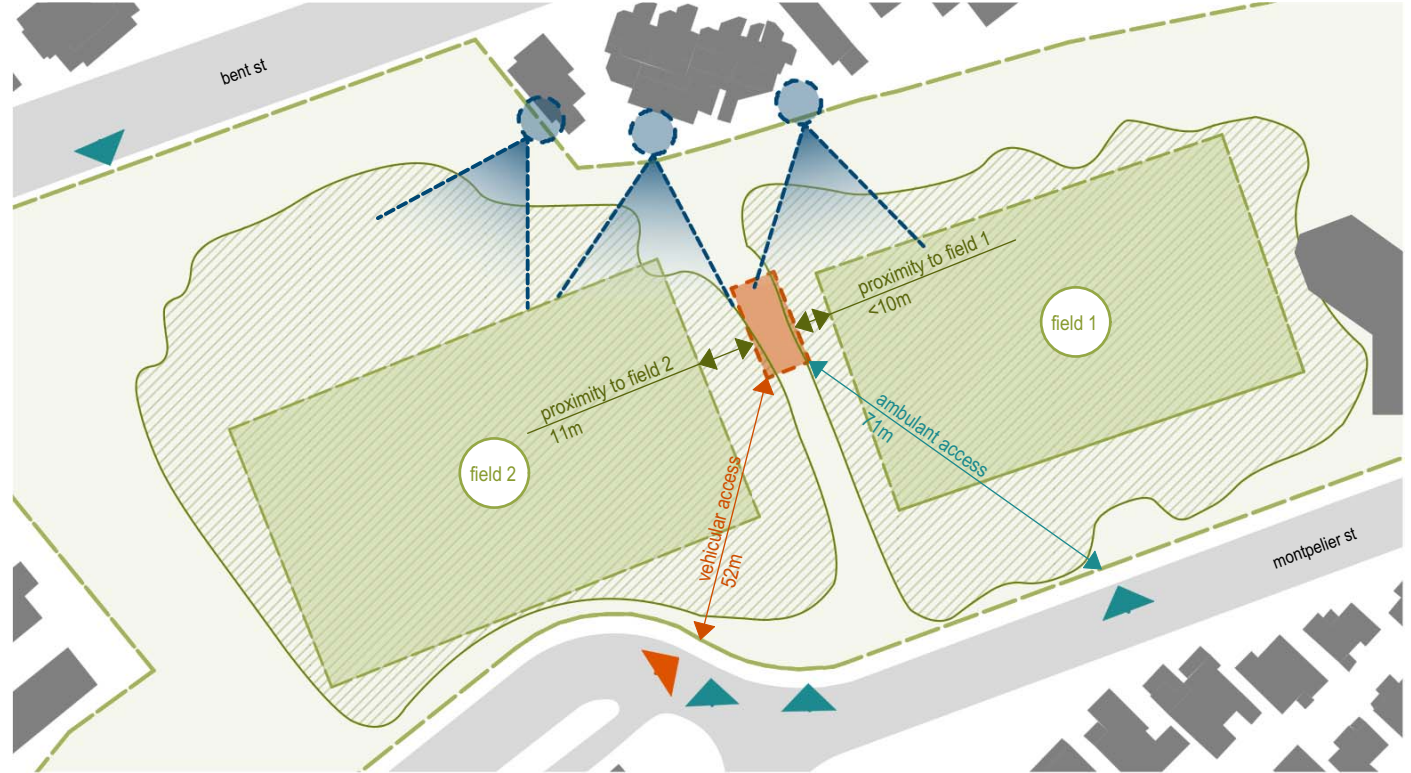 bent st
proximity to field 1
<10m
field 1
proximity to field 2
11m
ambulant access
71m
field 2
vehicular access
52m
montpelier st